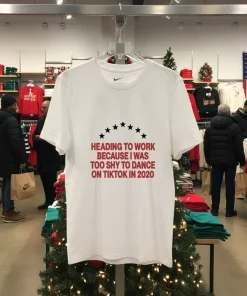 HEADING TO WORK
BECAUSE I WAS
TOO SHY TO DANCE
ON TIKTOK IN 2020